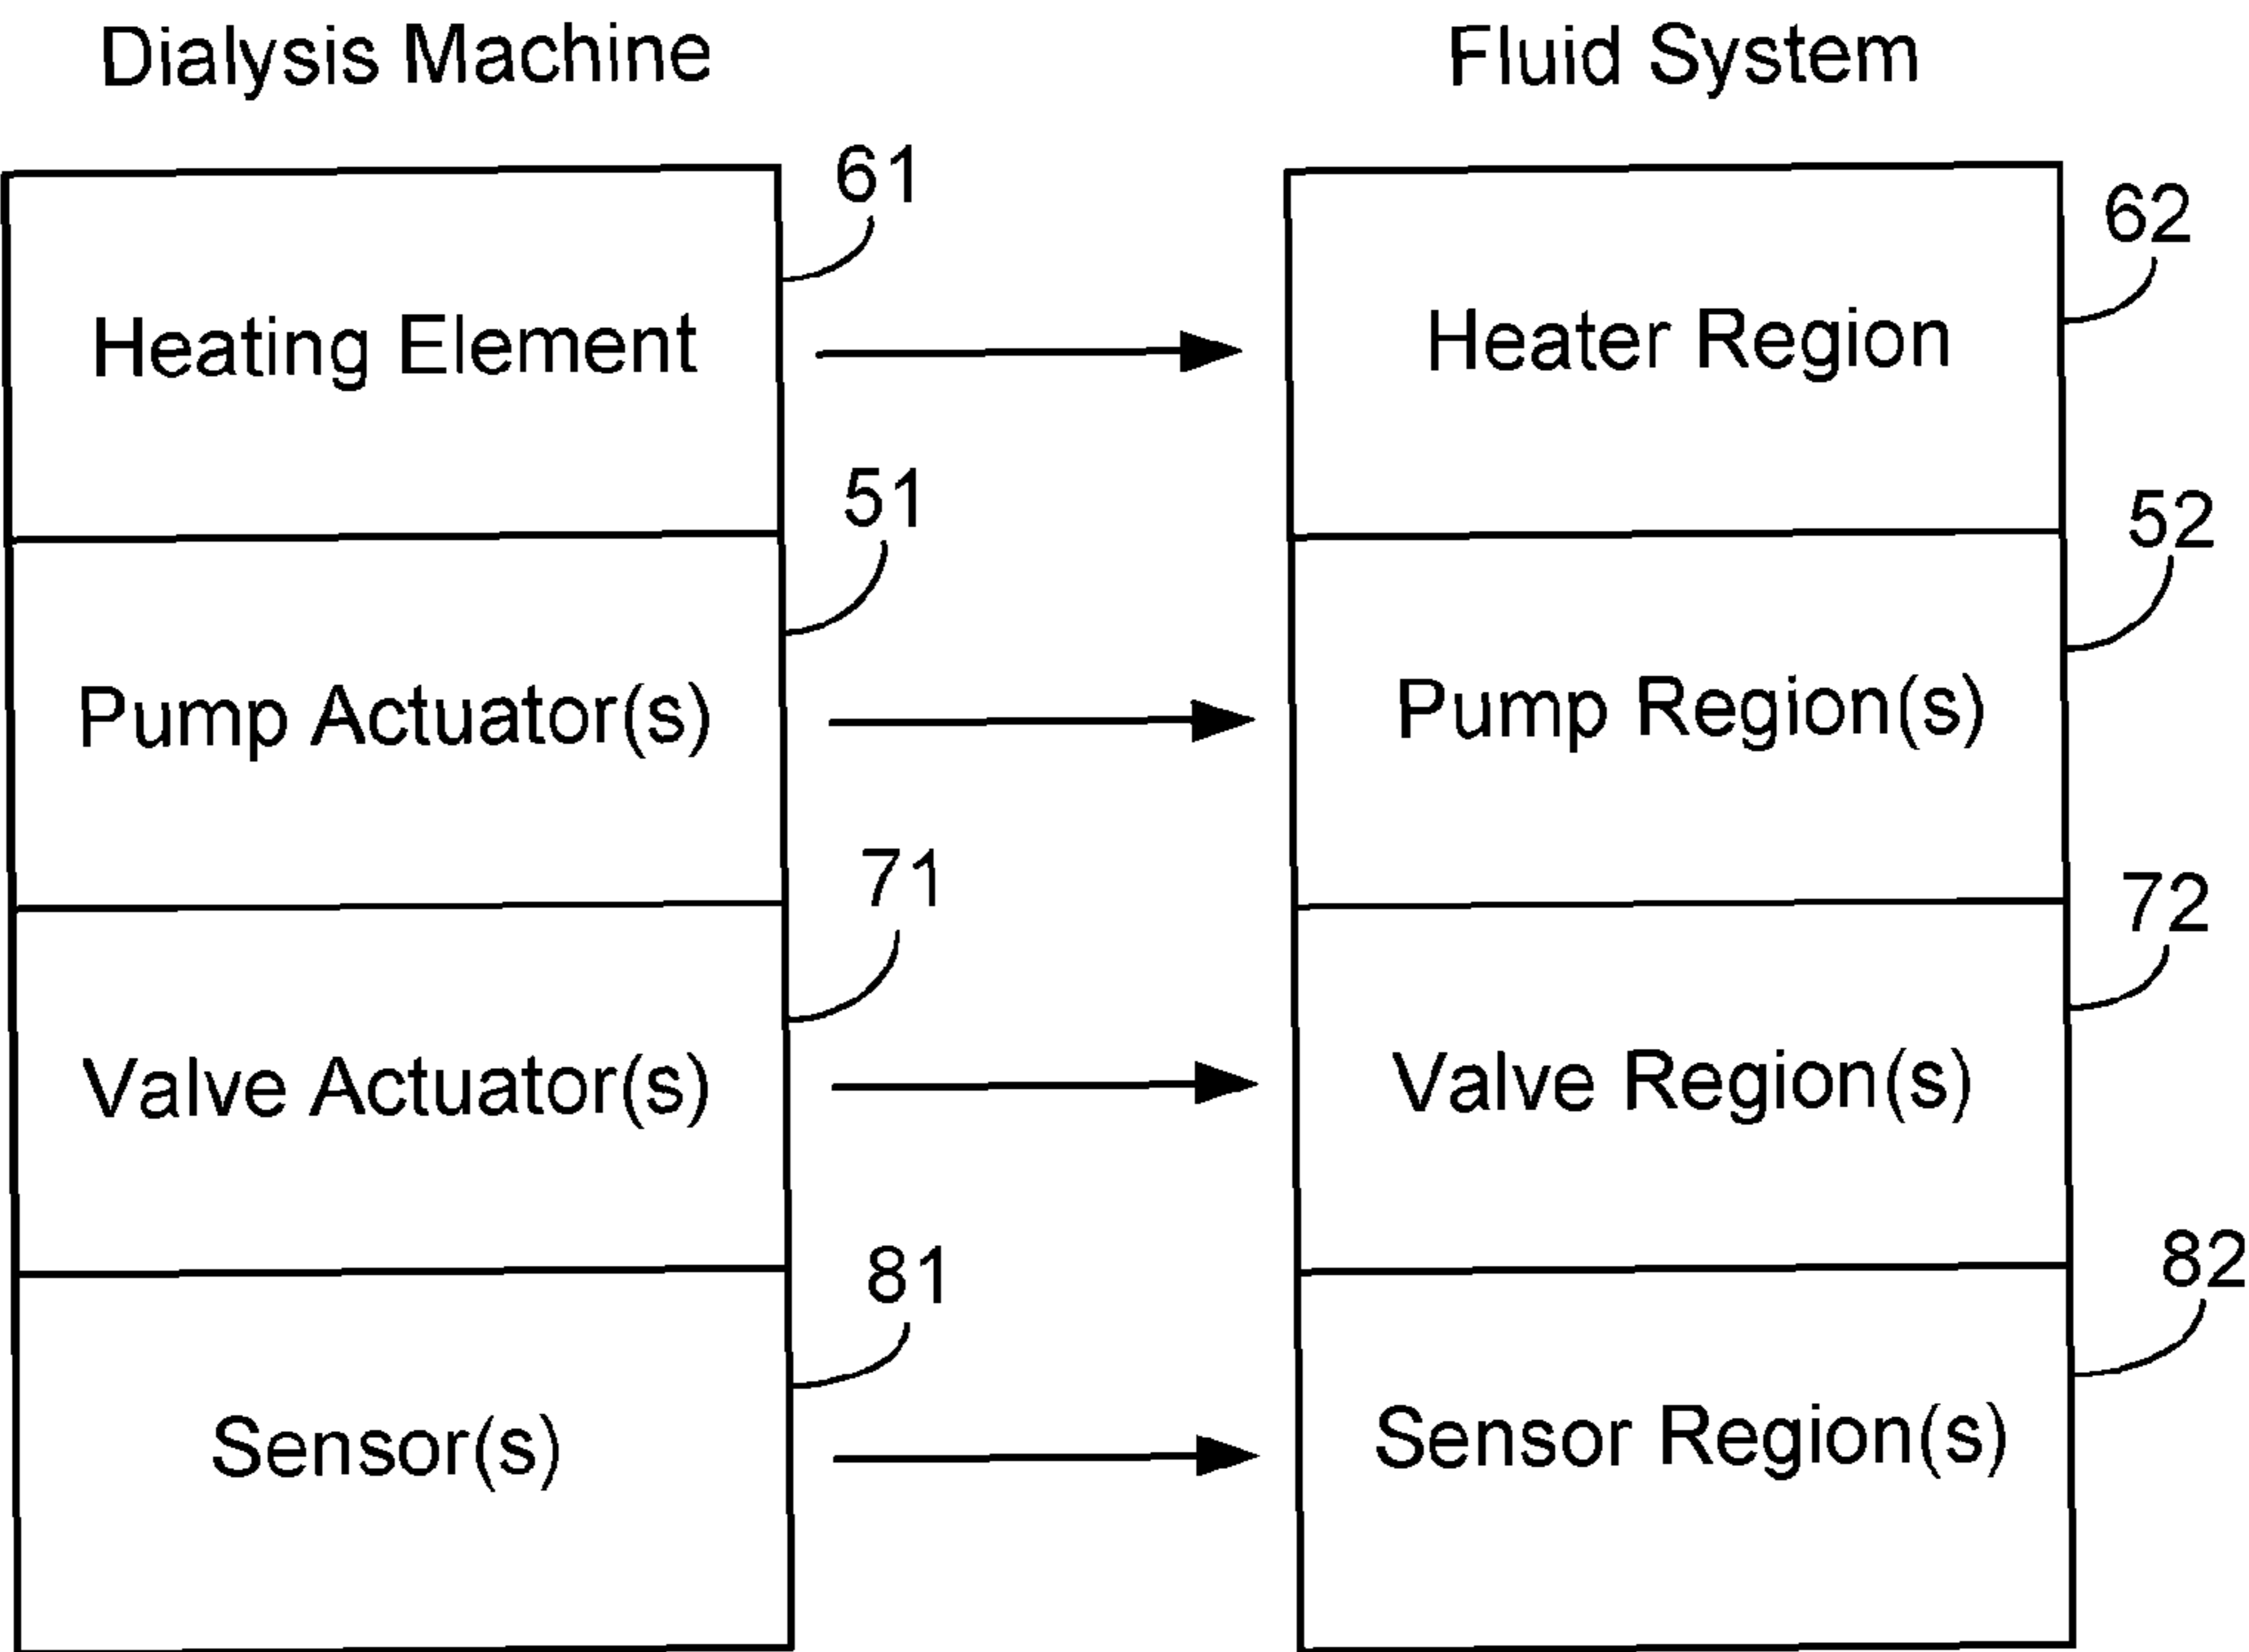 Dialysis Machine
Fluid System
61
62
Heating Element
Heater Region
51
52
Pump Actuator(s)
Pump Region(s)
71
72
Valve Actuator(s)
Valve Region(s)
81
82
Sensor(s)
Sensor Region(s)